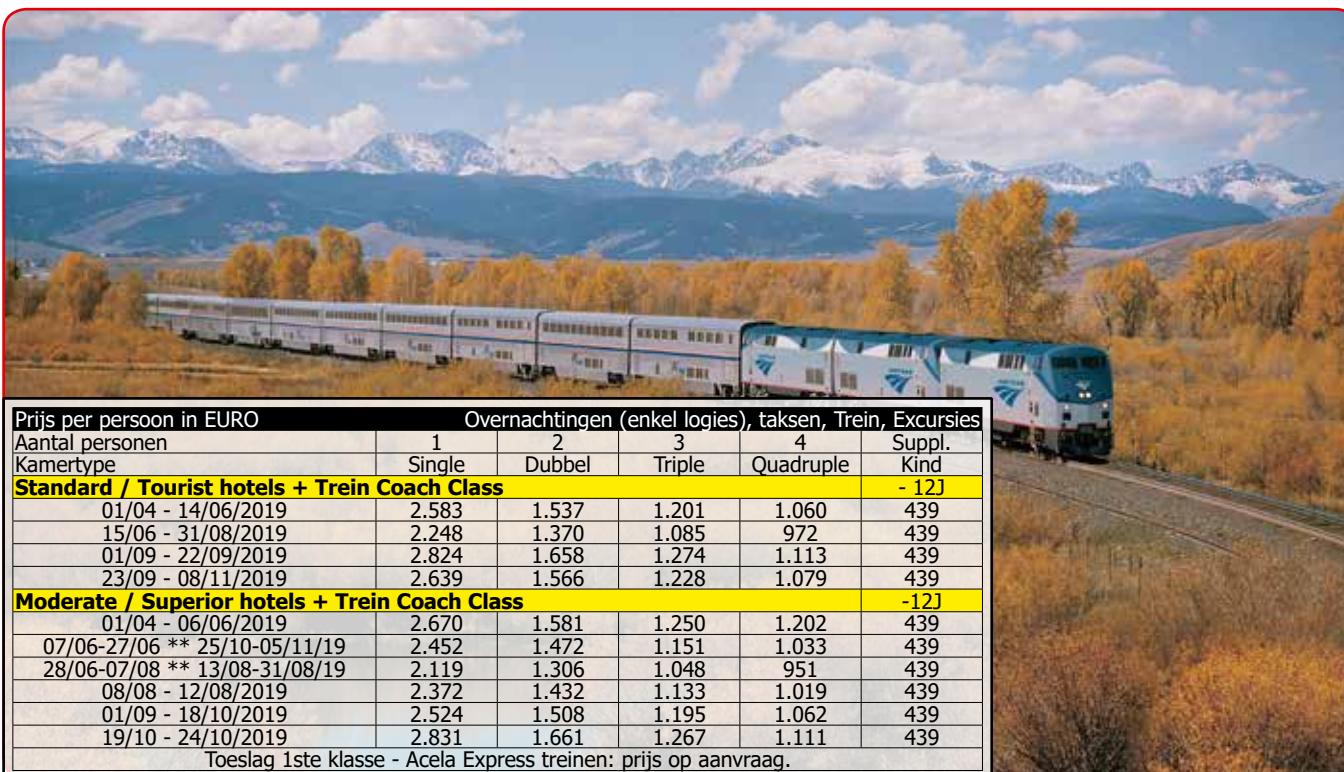 Prijs per persoon in EURO Overnachtingen (enkel logies), taksen, Trein, Excursies
Aantal personen 1 2 3 4 Suppl.
Kamertype Single Dubbel Triple Quadruple Kind
Standard / Tourist hotels + Trein Coach Class - 12J
01/04 - 14/06/2019 2.583 1.537 1.201 1.060 439
15/06 - 31/08/2019 2.248 1.370 1.085 972 439
01/09 - 22/09/2019 2.824 1.658 1.274 1.113 439
23/09 - 08/11/2019 2.639 1.566 1.228 1.079 439
Moderate / Superior hotels + Trein Coach Class -12J
01/04 - 06/06/2019 2.670 1.581 1.250 1.202 439
07/06-27/06 ** 25/10-05/11/19 2.452 1.472 1.151 1.033 439
28/06-07/08 ** 13/08-31/08/19 2.119 1.306 1.048 951 439
08/08 - 12/08/2019 2.372 1.432 1.133 1.019 439
01/09 - 18/10/2019 2.524 1.508 1.195 1.062 439
19/10 - 24/10/2019 2.831 1.661 1.267 1.111 439
Toeslag 1ste klasse - Acela Express treinen: prijs op aanvraag.